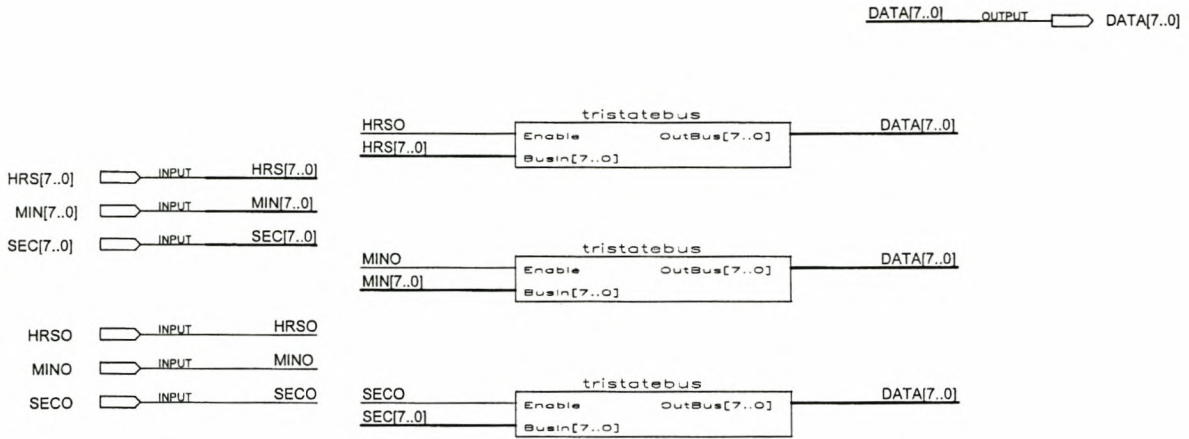 DATA[7..0] OUTPUT DATA[7..0]
tristatebus
HRSO Enable OutBus[7..0] DATA[7..0]
HRS[7..0] BusIn[7..0]
HRS[7..0] INPUT HRS[7..0]
MIN[7..0] INPUT MIN[7..0]
SEC[7..0] INPUT SEC[7..0]
tristatebus
MINO Enable OutBus[7..0] DATA[7..0]
MIN[7..0] BusIn[7..0]
HRSO INPUT HRSO
MINO INPUT MINO
SECO INPUT SECO
tristatebus
SECO Enable OutBus[7..0] DATA[7..0]
SEC[7..0] BusIn[7..0]